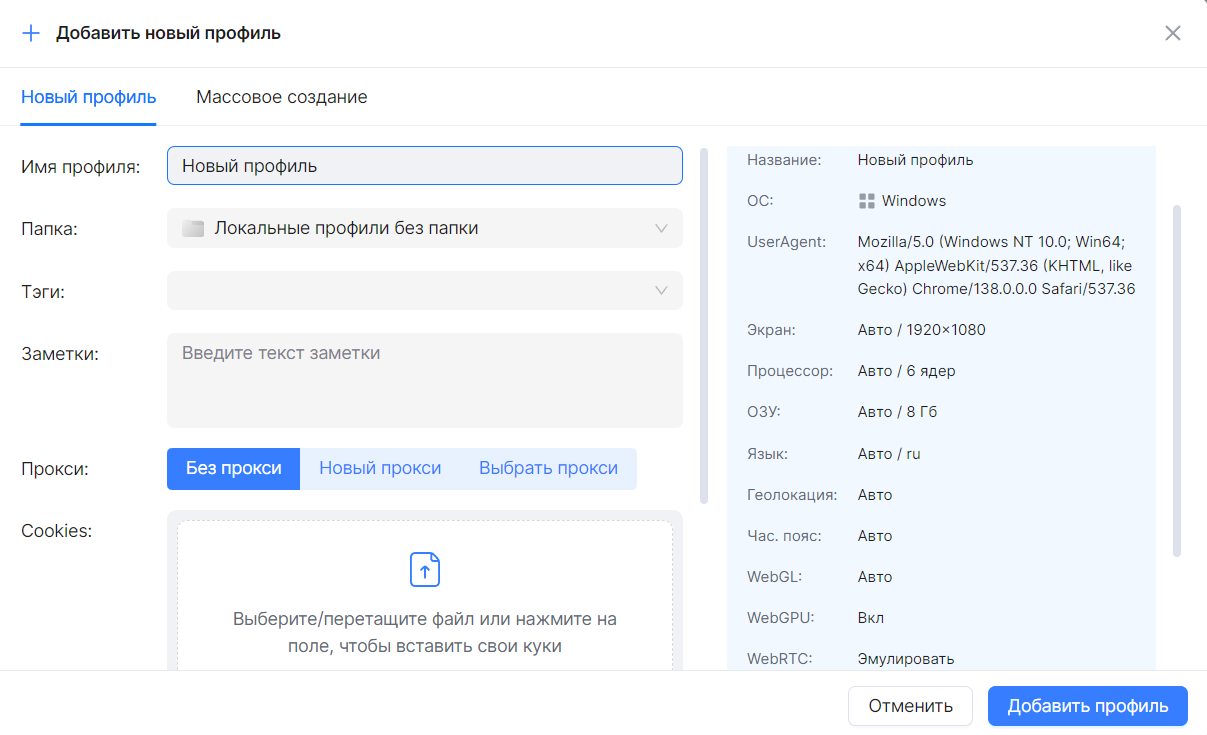 Добавить новый профиль
Новый профиль
Массовое создание
Имя профиля:
Новый профиль
Папка:
Локальные профили без папки
Тэги:
Заметки:
Введите текст заметки
Прокси:
Без прокси
Новый прокси
Выбрать прокси
Cookies:
Выберите/перетащите файл или нажмите на
поле, чтобы вставить свои куки
Название:
Новый профиль
ОС:
Windows
UserAgent:
Mozilla/5.0 (Windows NT 10.0; Win64;
x64) AppleWebKit/537.36 (KHTML, like
Gecko) Chrome/138.0.0.0 Safari/537.36
Экран:
Авто / 1920×1080
Процессор:
Авто / 6 ядер
ОЗУ:
Авто / 8 Гб
Язык:
Авто / ru
Геолокация:
Авто
Час. пояс:
Авто
WebGL:
Авто
WebGPU:
Вкл
WebRTC:
Эмулировать
Отменить
Добавить профиль